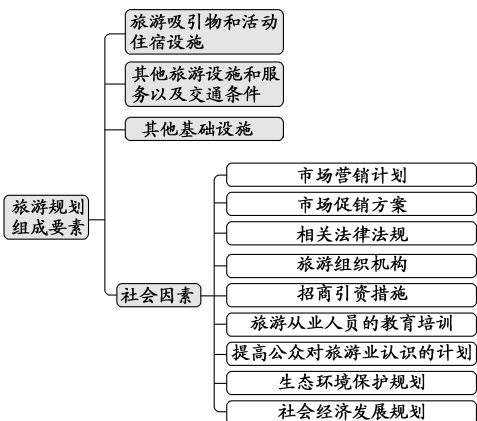 旅游吸引物和活动
住宿设施
其他旅游设施和服
务以及交通条件
其他基础设施
旅游规划
组成要素
社会因素
市场营销计划
市场促销方案
相关法律法规
旅游组织机构
招商引资措施
旅游从业人员的教育培训
提高公众对旅游业认识的计划
生态环境保护规划
社会经济发展规划